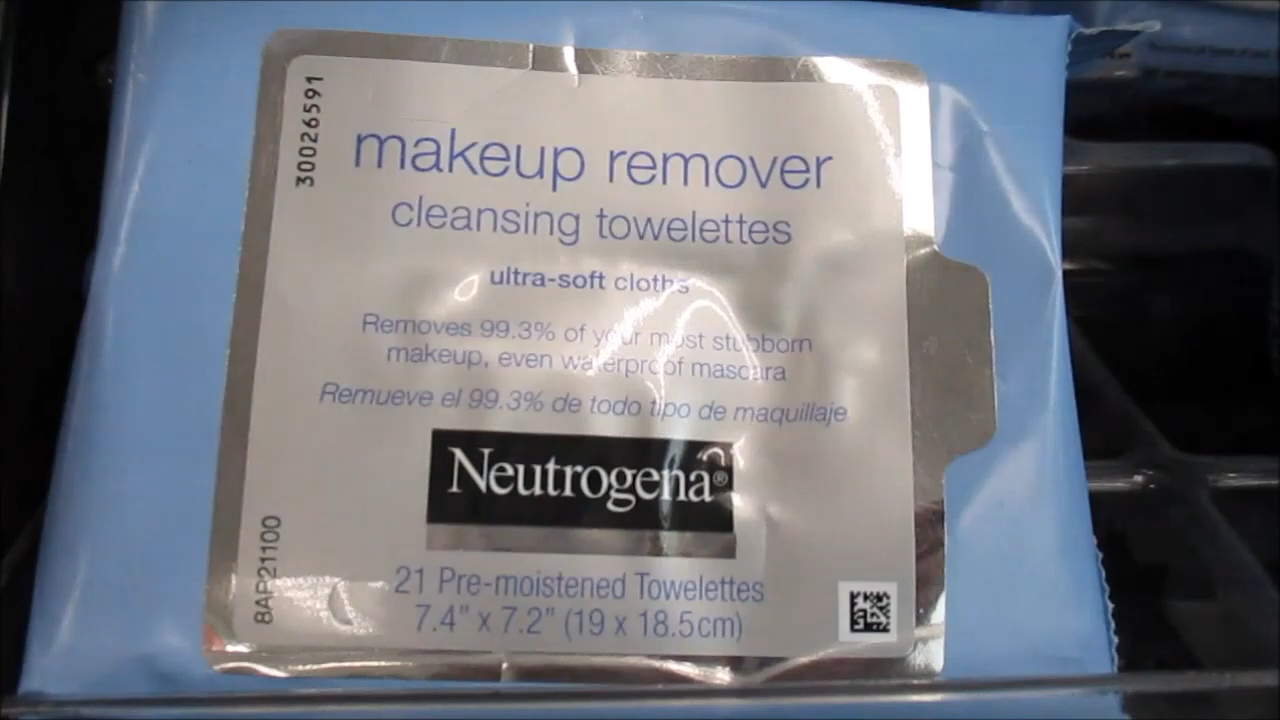 30026591
makeup remover
cleansing towelettes
ultra-soft cloths
Removes 99.3% of your most stubborn
makeup, even waterproof mascara
Remueve el 99.3% de todo tipo de maquillaje
Neutrogena®
8AP21100
21 Pre-moistened Towelettes
7.4" x 7.2" (19 x 18.5cm)